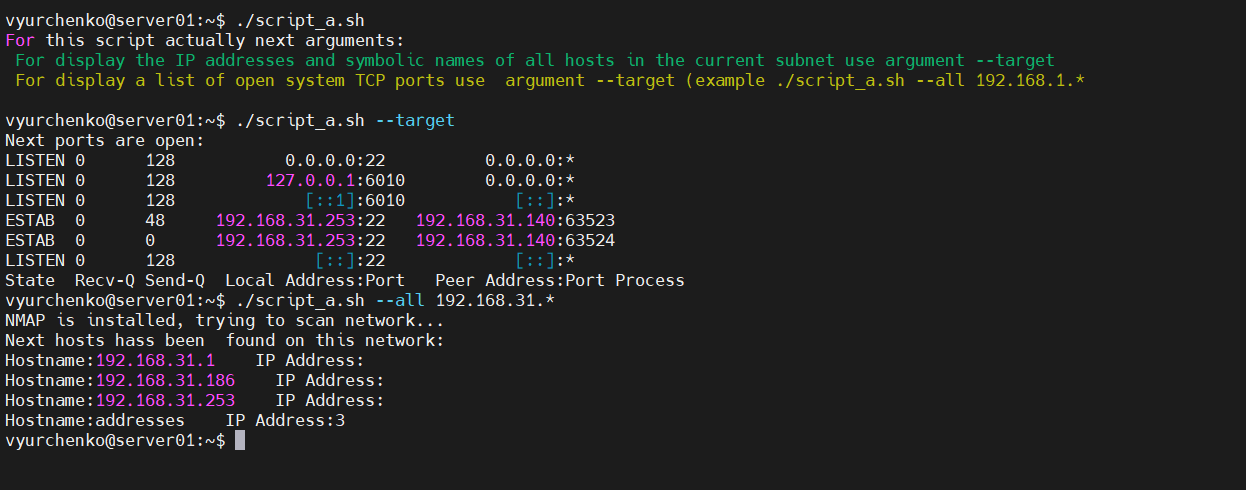 vyurchenko@server01:~$ ./script_a.sh
For this script actually next arguments:
 For display the IP addresses and symbolic names of all hosts in the current subnet use argument --target
 For display a list of open system TCP ports use  argument --target (example ./script_a.sh --all 192.168.1.*
vyurchenko@server01:~$ ./script_a.sh --target
Next ports are open:
LISTEN 0      128           0.0.0.0:22          0.0.0.0:*
LISTEN 0      128         127.0.0.1:6010        0.0.0.0:*
LISTEN 0      128             [::1]:6010           [::]:*
ESTAB  0      48     192.168.31.253:22   192.168.31.140:63523
ESTAB  0      0      192.168.31.253:22   192.168.31.140:63524
LISTEN 0      128              [::]:22             [::]:*
State  Recv-Q Send-Q  Local Address:Port   Peer Address:Port Process
vyurchenko@server01:~$ ./script_a.sh --all 192.168.31.*
NMAP is installed, trying to scan network...
Next hosts hass been  found on this network:
Hostname:192.168.31.1    IP Address:
Hostname:192.168.31.186    IP Address:
Hostname:192.168.31.253    IP Address:
Hostname:addresses    IP Address:3
vyurchenko@server01:~$